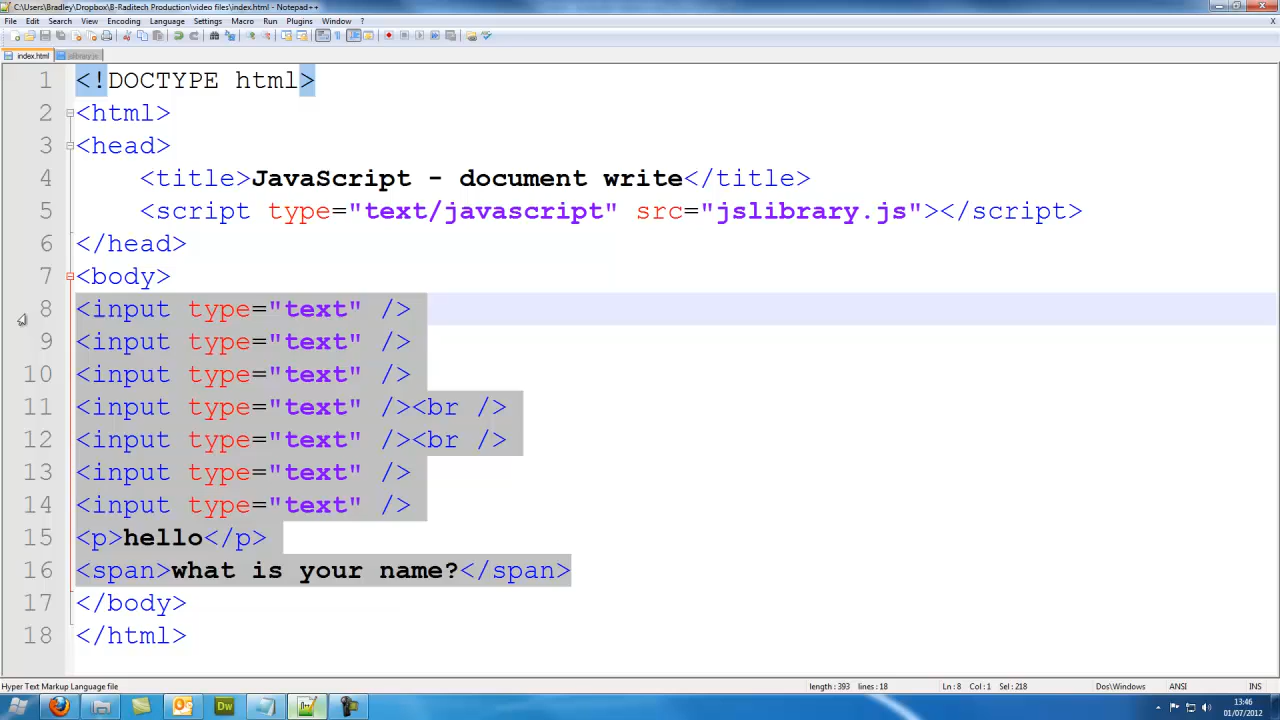 C:\Users\Bradley\Dropbox\B-Raditech Production\video files\index.html - Notepad++
File Edit Search View Encoding Language Settings Macro Run Plugins Window ? X
index.html jslibrary.js
1 <!DOCTYPE html>
2 <html>
3 <head>
4 <title>JavaScript - document write</title>
5 <script type="text/javascript" src="jslibrary.js"></script>
6 </head>
7 <body>
8 <input type="text" />
9 <input type="text" />
10 <input type="text" />
11 <input type="text" /><br />
12 <input type="text" /><br />
13 <input type="text" />
14 <input type="text" />
15 <p>hello</p>
16 <span>what is your name?</span>
17 </body>
18 </html>
Hyper Text Markup Language file length : 393 lines : 18 Ln : 8 Col : 1 Sel : 218 Dos\Windows ANSI INS
Dw
13:46
01/07/2012